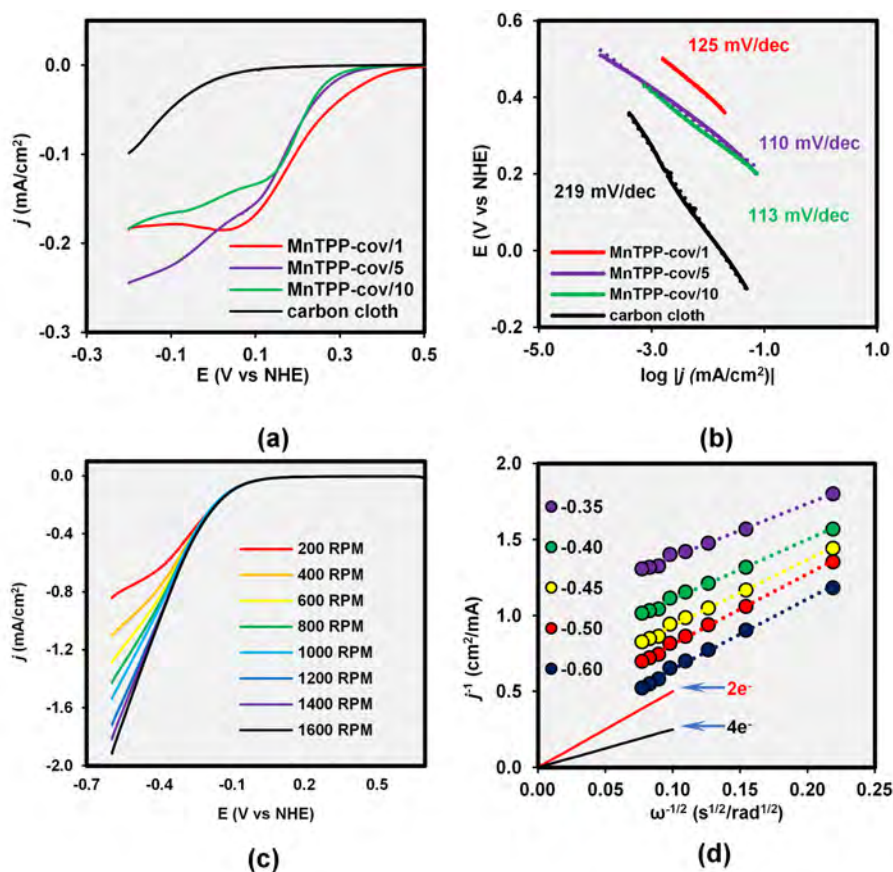 0.0
-0.1
-0.2
-0.3
-0.3
-0.1
0.1
0.3
0.5
j (mA/cm²)
E (V vs NHE)
MnTPP-cov/1
MnTPP-cov/5
MnTPP-cov/10
carbon cloth
(a)
0.6
0.4
0.2
0.0
-0.2
-5.0
-3.0
-1.0
1.0
E (V vs NHE)
log |j (mA/cm²)|
125 mV/dec
110 mV/dec
219 mV/dec
113 mV/dec
MnTPP-cov/1
MnTPP-cov/5
MnTPP-cov/10
carbon cloth
(b)
0.0
-0.4
-0.8
-1.2
-1.6
-2.0
-0.7
-0.4
-0.1
0.2
0.5
j (mA/cm²)
E (V vs NHE)
200 RPM
400 RPM
600 RPM
800 RPM
1000 RPM
1200 RPM
1400 RPM
1600 RPM
(c)
2.0
1.5
1.0
0.5
0.0
0.00
0.05
0.10
0.15
0.20
0.25
j⁻¹ (cm²/mA)
ω⁻¹/² (s¹/²/rad¹/²)
-0.35
-0.40
-0.45
-0.50
-0.60
2e⁻
4e⁻
(d)